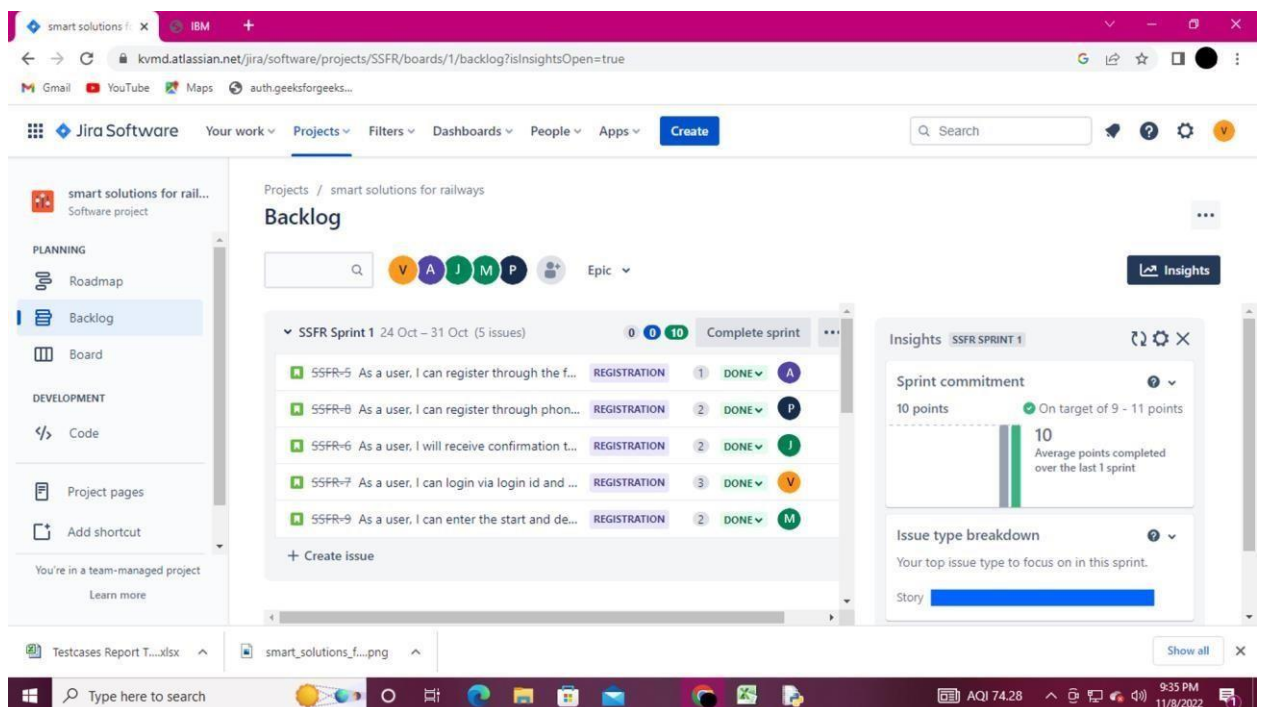 smart solutions f
IBM
kvmd.atlassian.net/jira/software/projects/SSFR/boards/1/backlog?isInsightsOpen=true
Gmail YouTube Maps auth.geeksforgeeks...
Jira Software Your work Projects Filters Dashboards People Apps Create Search V
smart solutions for rail...
Software project
PLANNING
Roadmap
Backlog
Board
DEVELOPMENT
Code
Project pages
Add shortcut
You're in a team-managed project
Learn more
Projects / smart solutions for railways
Backlog
V A J M P Epic Insights
SSFR Sprint 1 24 Oct – 31 Oct (5 issues) 0 0 10 Complete sprint
SSFR-5 As a user, I can register through the f... REGISTRATION 1 DONE A
SSFR-8 As a user, I can register through phon... REGISTRATION 2 DONE P
SSFR-6 As a user, I will receive confirmation t... REGISTRATION 2 DONE J
SSFR-7 As a user, I can login via login id and ... REGISTRATION 3 DONE V
SSFR-9 As a user, I can enter the start and de... REGISTRATION 2 DONE M
+ Create issue
Insights SSFR SPRINT 1
Sprint commitment
10 points On target of 9 - 11 points
10
Average points completed
over the last 1 sprint
Issue type breakdown
Your top issue type to focus on in this sprint.
Story
Testcases Report T....xlsx smart_solutions_f....png Show all
Type here to search AQI 74.28 9:35 PM
11/8/2022